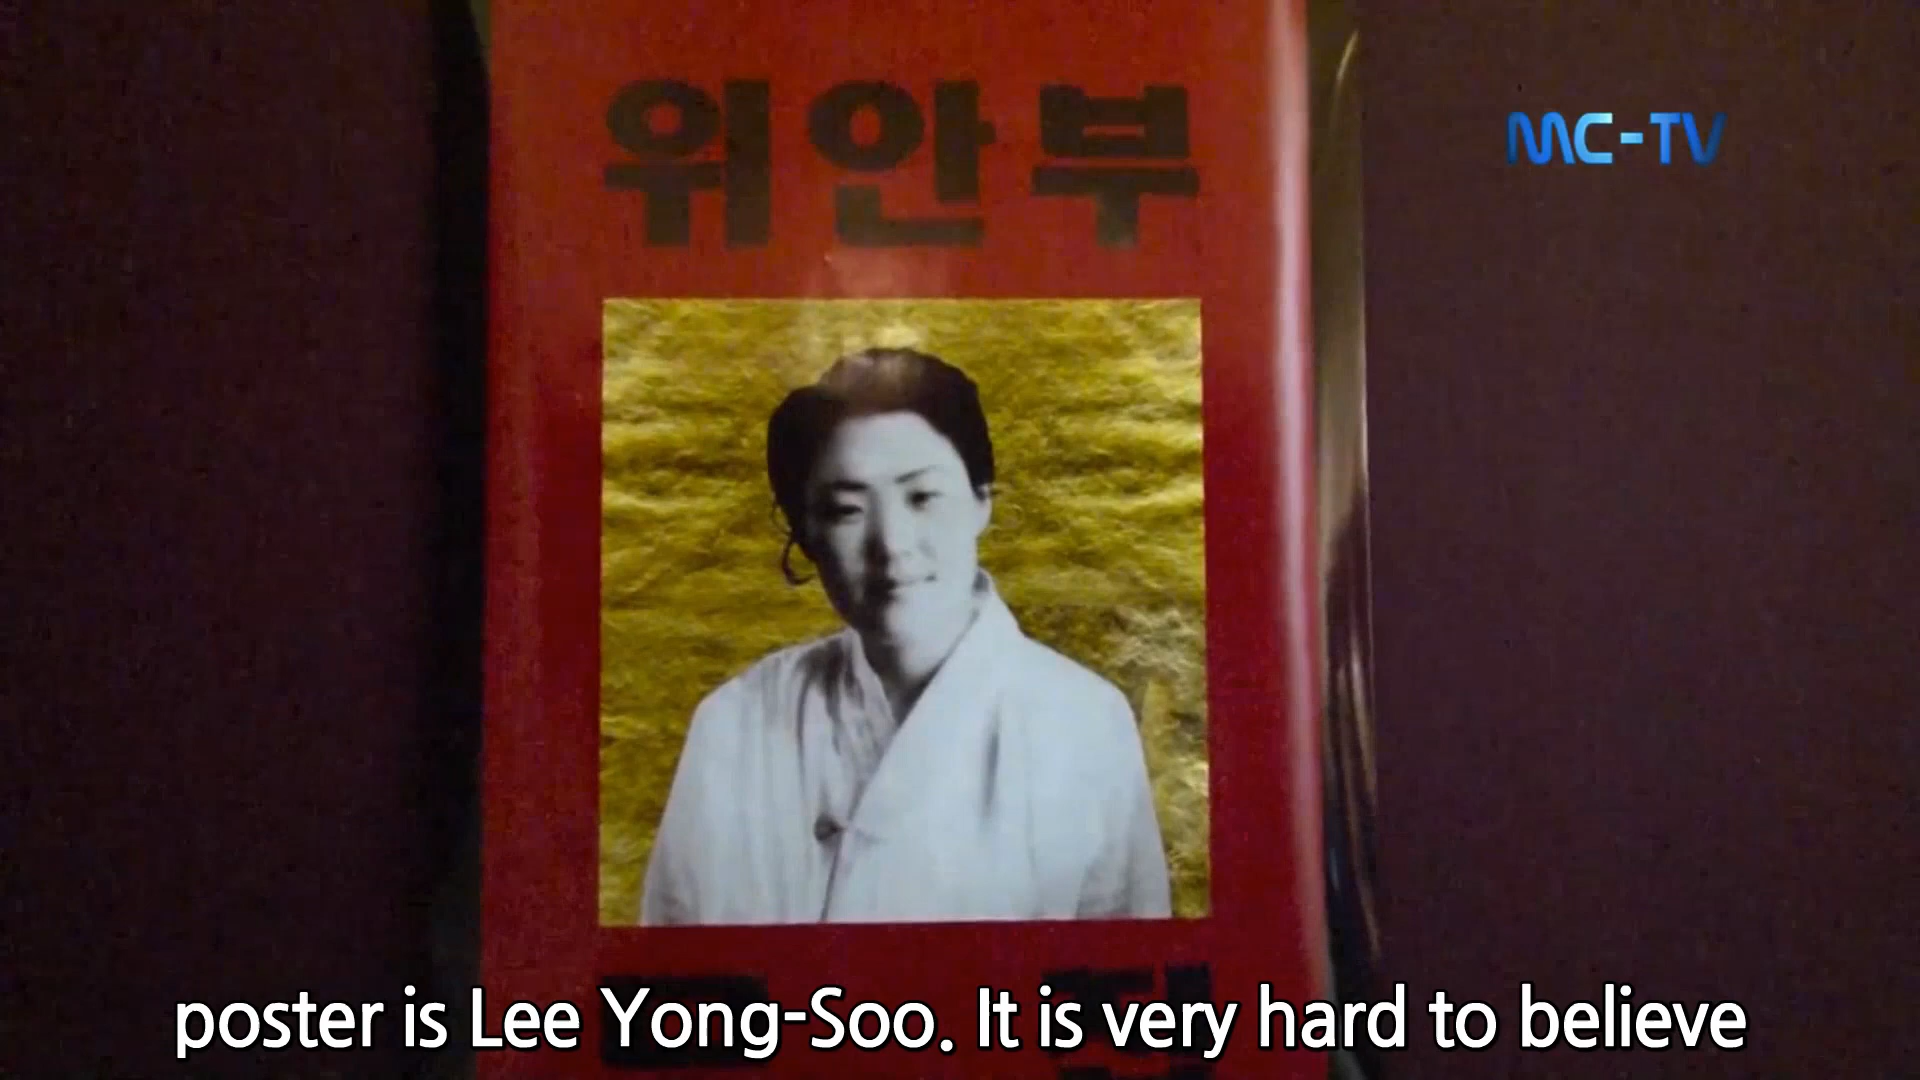 위안부
MC-TV
poster is Lee Yong-Soo. It is very hard to believe